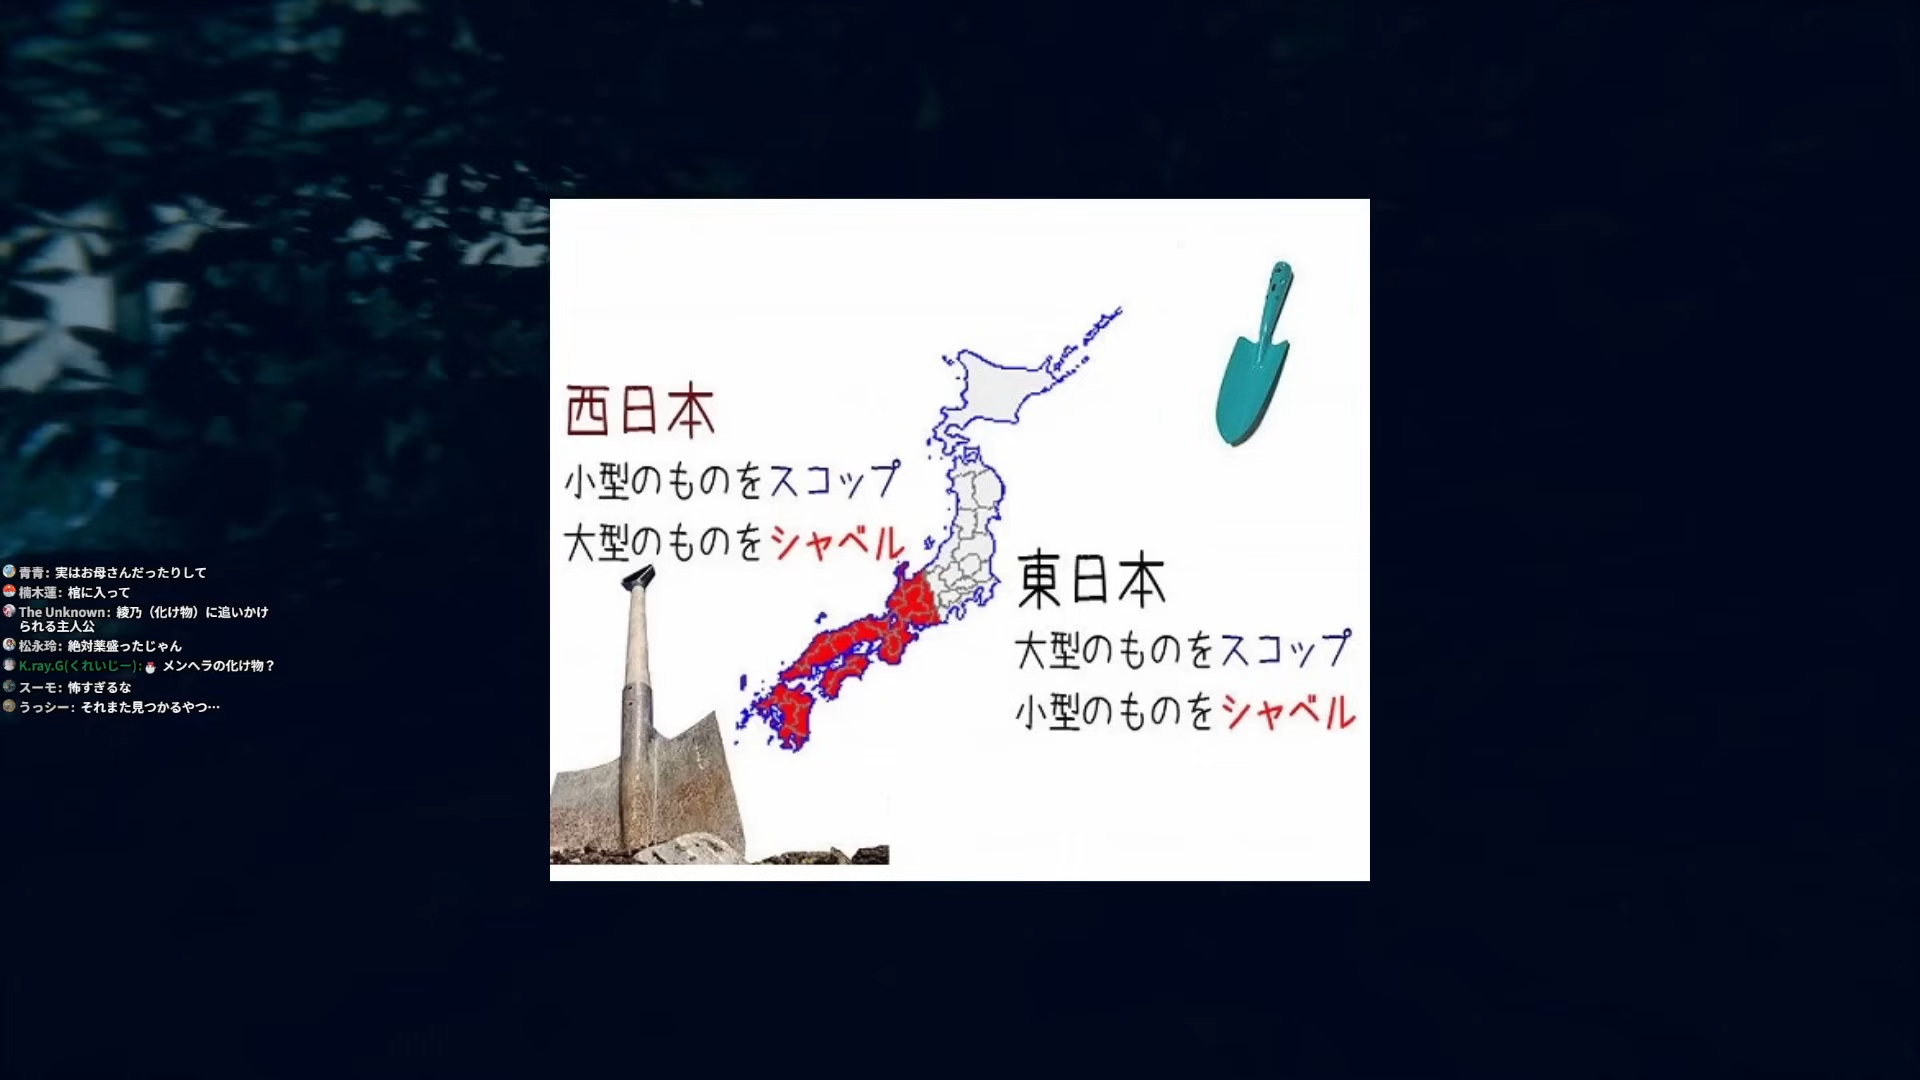 西日本
小型のものをスコップ
大型のものをシャベル
東日本
大型のものをスコップ
小型のものをシャベル
青青: 実はお母さんだったりして
楠木蓮: 棺に入って
The Unknown: 綾乃（化け物）に追いかけ
られる主人公
松永玲: 絶対薬盛ったじゃん
K.ray.G(くれいじー): メンヘラの化け物？
スーモ: 怖すぎるな
うっシー: それまた見つかるやつ…